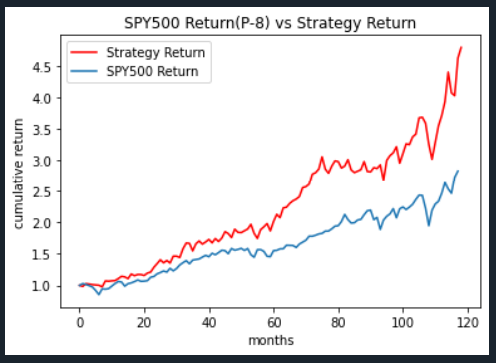 SPY500 Return(P-8) vs Strategy Return
Strategy Return
SPY500 Return
4.5
4.0
3.5
3.0
2.5
2.0
1.5
1.0
cumulative return
0 20 40 60 80 100 120
months